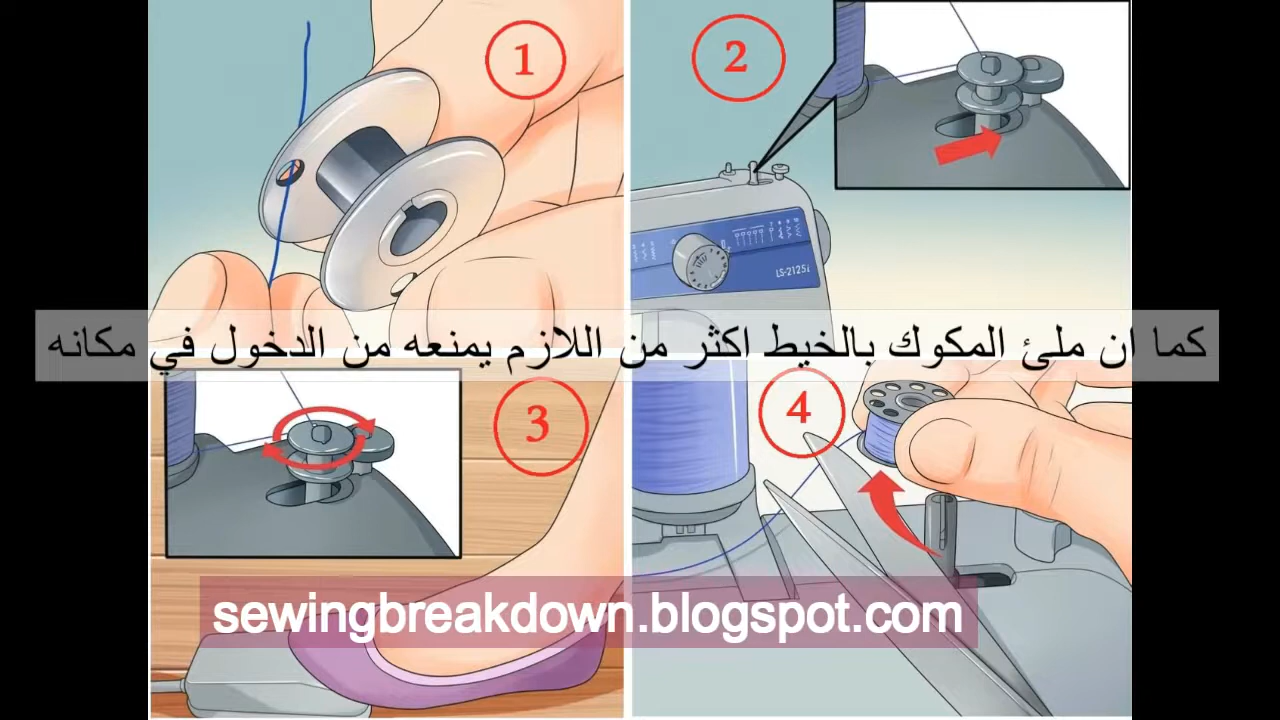 1
2
LS-2125i
كما ان ملئ المكوك بالخيط اكثر من اللازم يمنعه من الدخول في مكانه
3
4
sewingbreakdown.blogspot.com